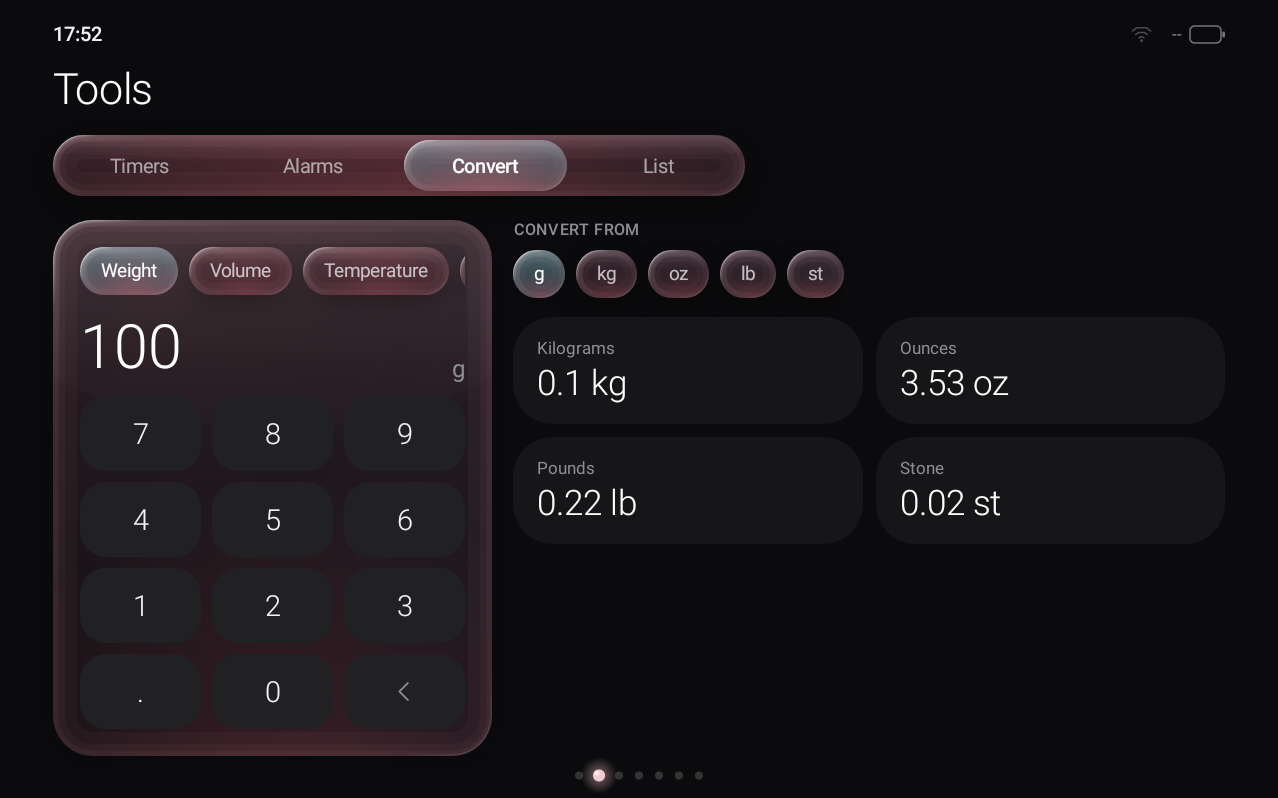 17:52
--
Tools
Timers Alarms Convert List
Weight Volume Temperature
100
g
7 8 9
4 5 6
1 2 3
. 0
CONVERT FROM
g kg oz lb st
Kilograms
0.1 kg
Ounces
3.53 oz
Pounds
0.22 lb
Stone
0.02 st